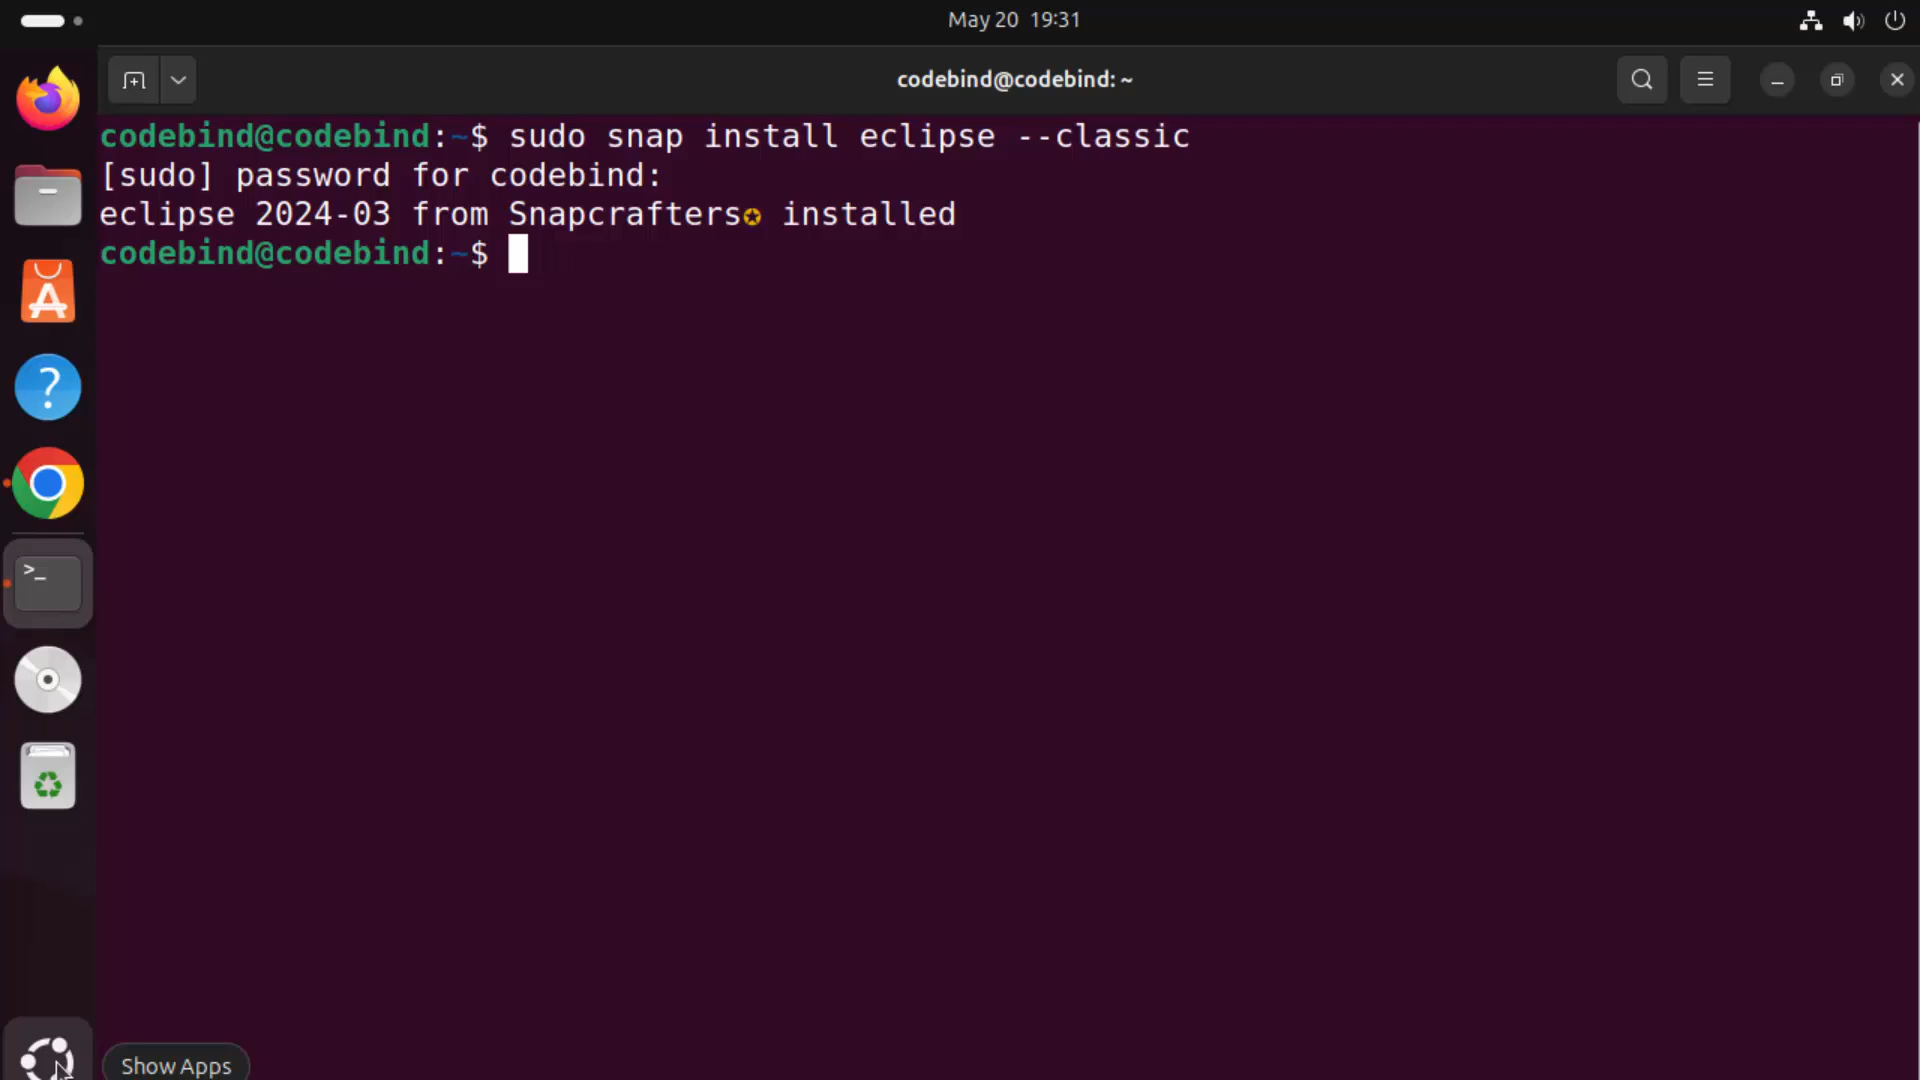 May 20 19:31
codebind@codebind: ~
codebind@codebind:~$ sudo snap install eclipse --classic
[sudo] password for codebind:
eclipse 2024-03 from Snapcrafters✪ installed
codebind@codebind:~$
>_
Show Apps